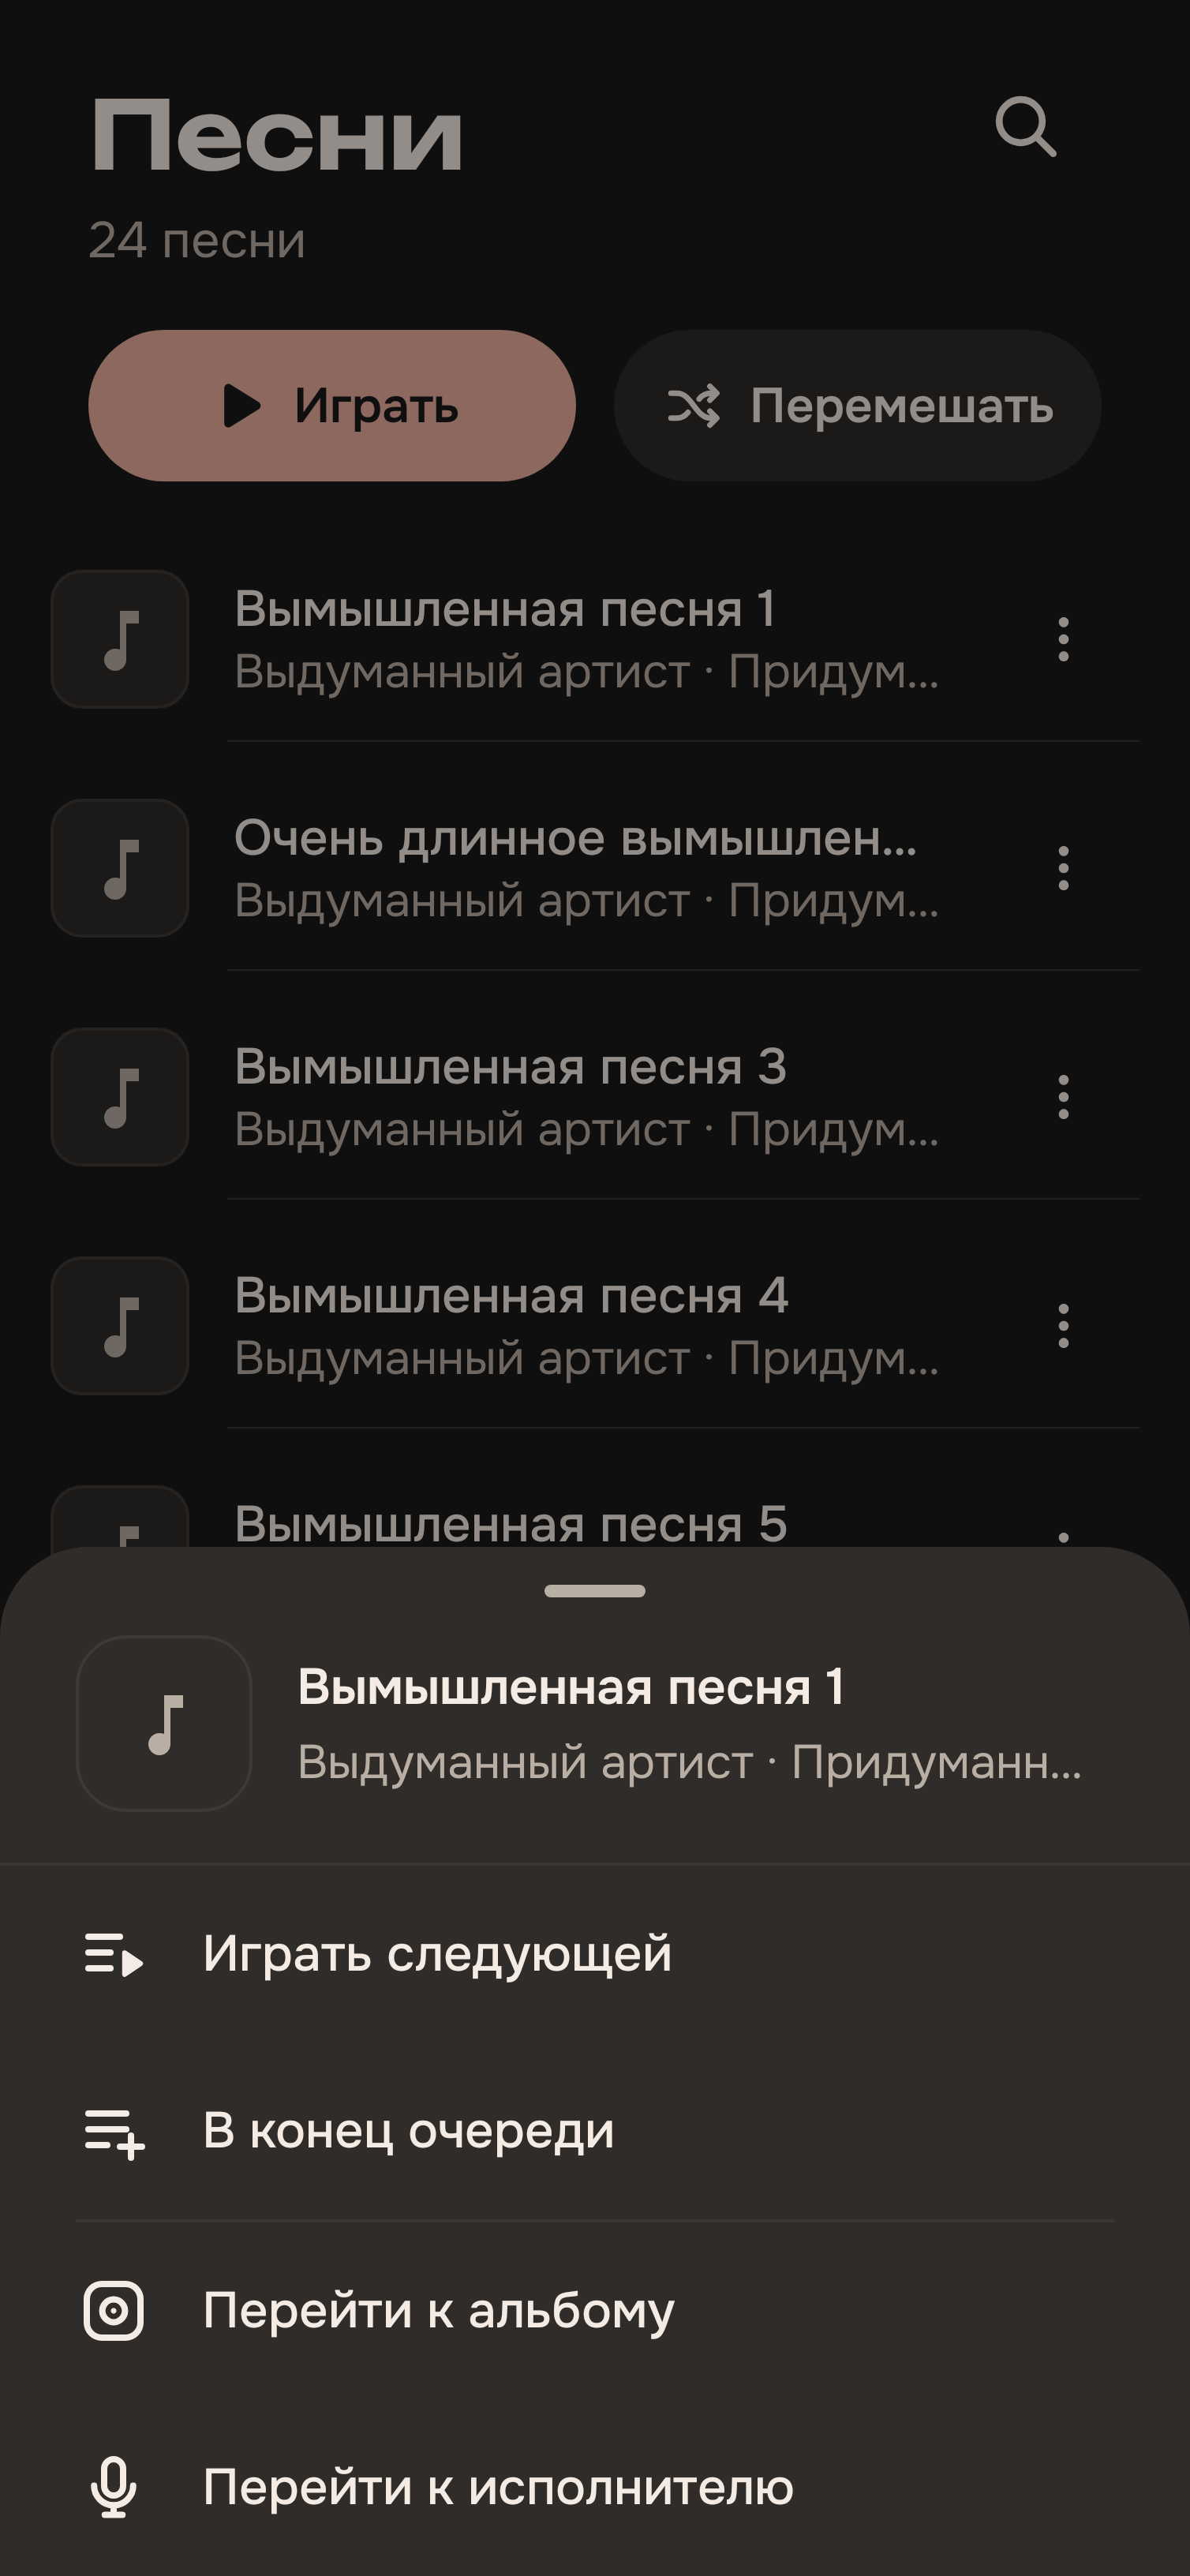 Песни
24 песни
Играть
Перемешать
Вымышленная песня 1
Выдуманный артист · Придум...
Очень длинное вымышлен...
Выдуманный артист · Придум...
Вымышленная песня 3
Выдуманный артист · Придум...
Вымышленная песня 4
Выдуманный артист · Придум...
Вымышленная песня 5
Вымышленная песня 1
Выдуманный артист · Придуманн...
Играть следующей
В конец очереди
Перейти к альбому
Перейти к исполнителю